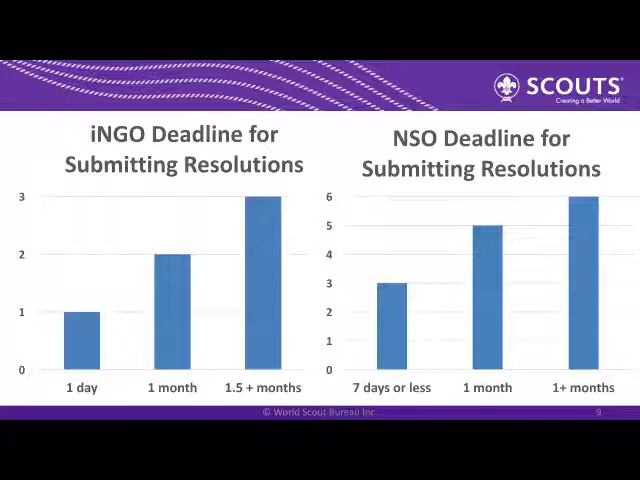 SCOUTS®
Creating a Better World
iNGO Deadline for
Submitting Resolutions
3
2
1
0
1 day 1 month 1.5 + months
NSO Deadline for
Submitting Resolutions
6
5
4
3
2
1
0
7 days or less 1 month 1+ months
© World Scout Bureau Inc.
9